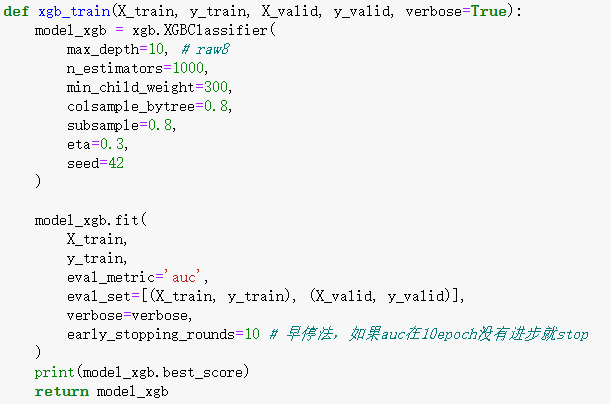 def xgb_train(X_train, y_train, X_valid, y_valid, verbose=True):
    model_xgb = xgb.XGBClassifier(
        max_depth=10, # raw8
        n_estimators=1000,
        min_child_weight=300,
        colsample_bytree=0.8,
        subsample=0.8,
        eta=0.3,
        seed=42
    )

    model_xgb.fit(
        X_train,
        y_train,
        eval_metric='auc',
        eval_set=[(X_train, y_train), (X_valid, y_valid)],
        verbose=verbose,
        early_stopping_rounds=10 # 早停法，如果auc在10epoch没有进步就stop
    )
    print(model_xgb.best_score)
    return model_xgb